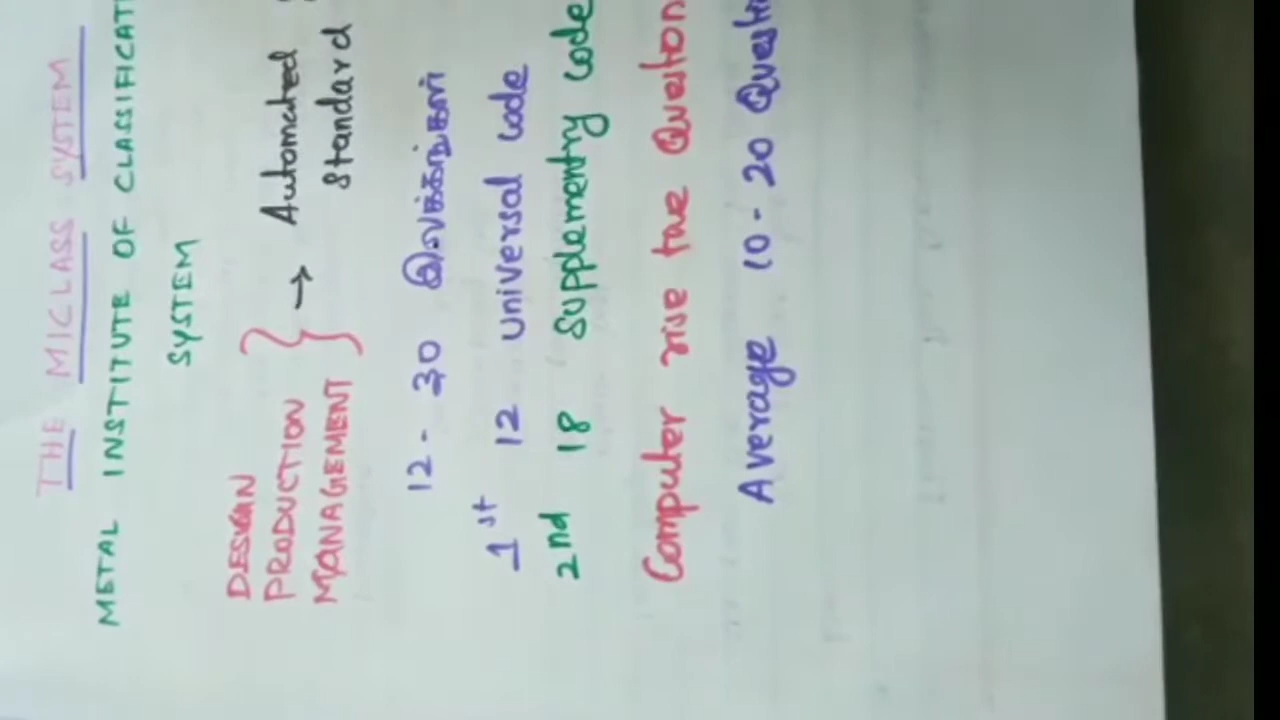 THE MICLASS SYSTEM
METAL INSTITUTE OF CLASSIFICAT
SYSTEM
DESIGN
PRODUCTION → Automated
MANAGEMENT Standard
12 - 30 இலக்கங்கள்
1st 12 Universal code
2nd 18 Supplementry code
Computer rise the Question
Average 10 - 20 Questi